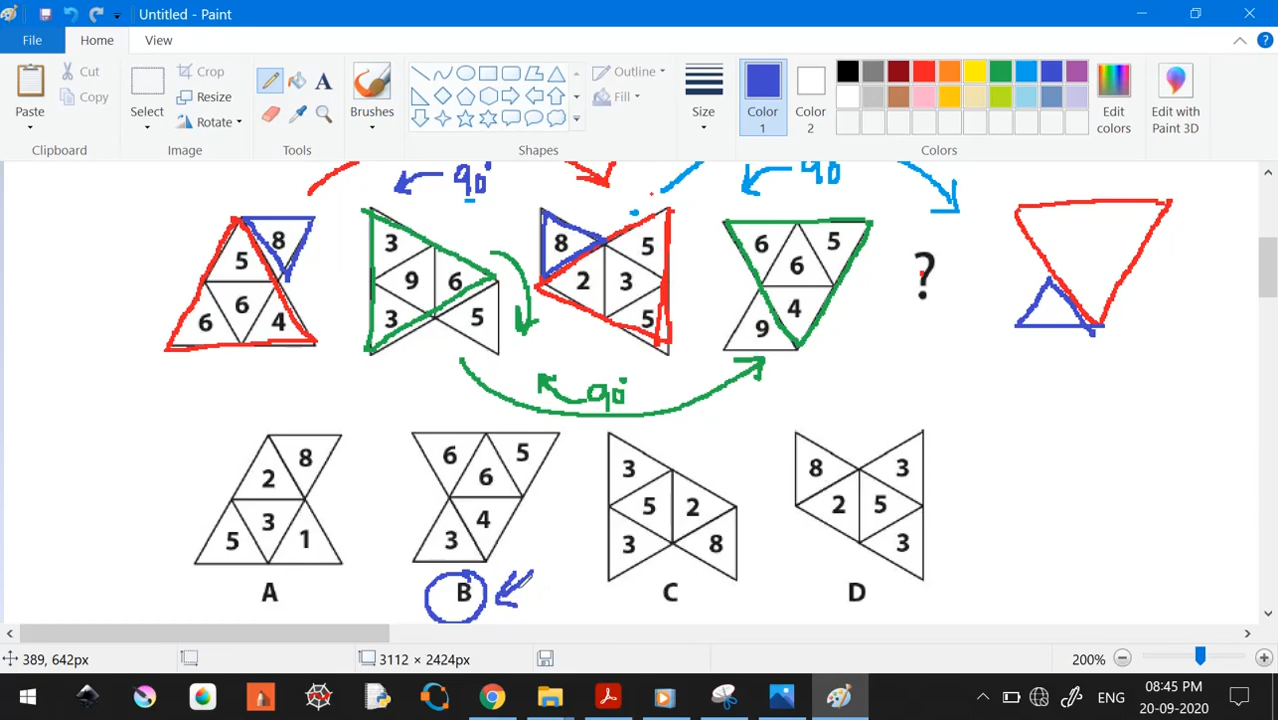 Untitled - Paint
File Home View
Paste
Cut
Copy
Clipboard
Select
Crop
Resize
Rotate
Image
A
Tools
Brushes
Outline
Fill
Shapes
Size
Color 1
Color 2
Edit colors
Edit with Paint 3D
Colors
90°
90
8
5
6 6 4
3
9 6
3 5
8 5
2 3
5
6 5
6
4
9
?
90°
8
2
3
5 1
A
6 5
6
4
3
B
3
5 2
3 8
C
8 3
2 5
3
D
389, 642px
3112 × 2424px
200%
ENG
08:45 PM
20-09-2020